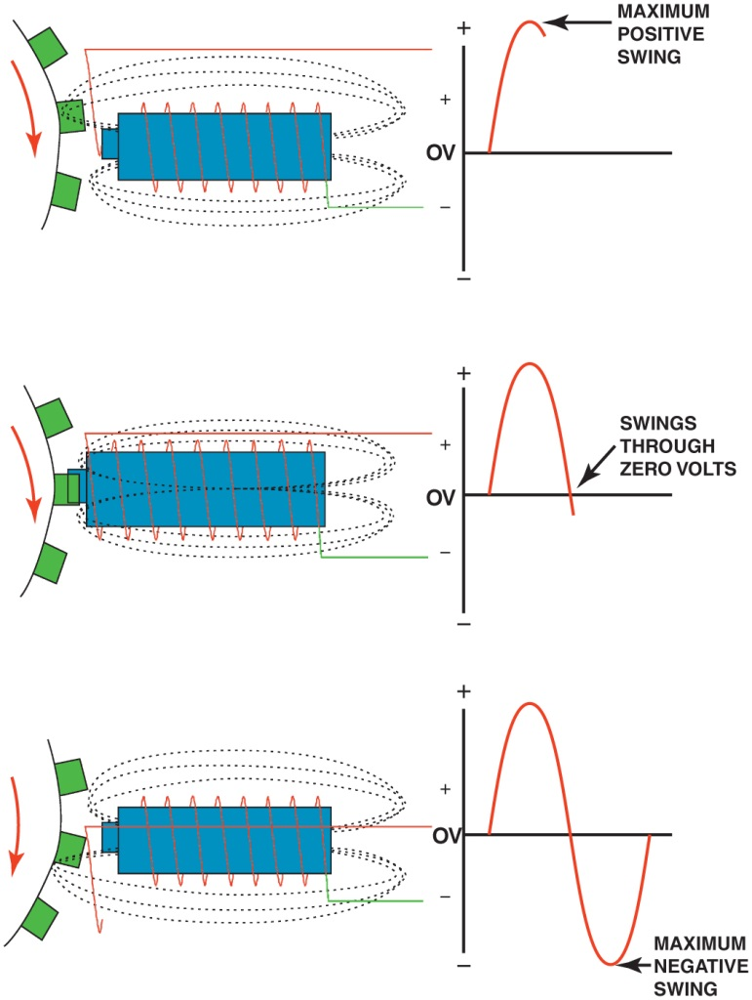 +
MAXIMUM
POSITIVE
SWING
+
OV
−
−
+
SWINGS
THROUGH
ZERO VOLTS
+
OV
−
−
+
+
OV
−
−
MAXIMUM
NEGATIVE
SWING